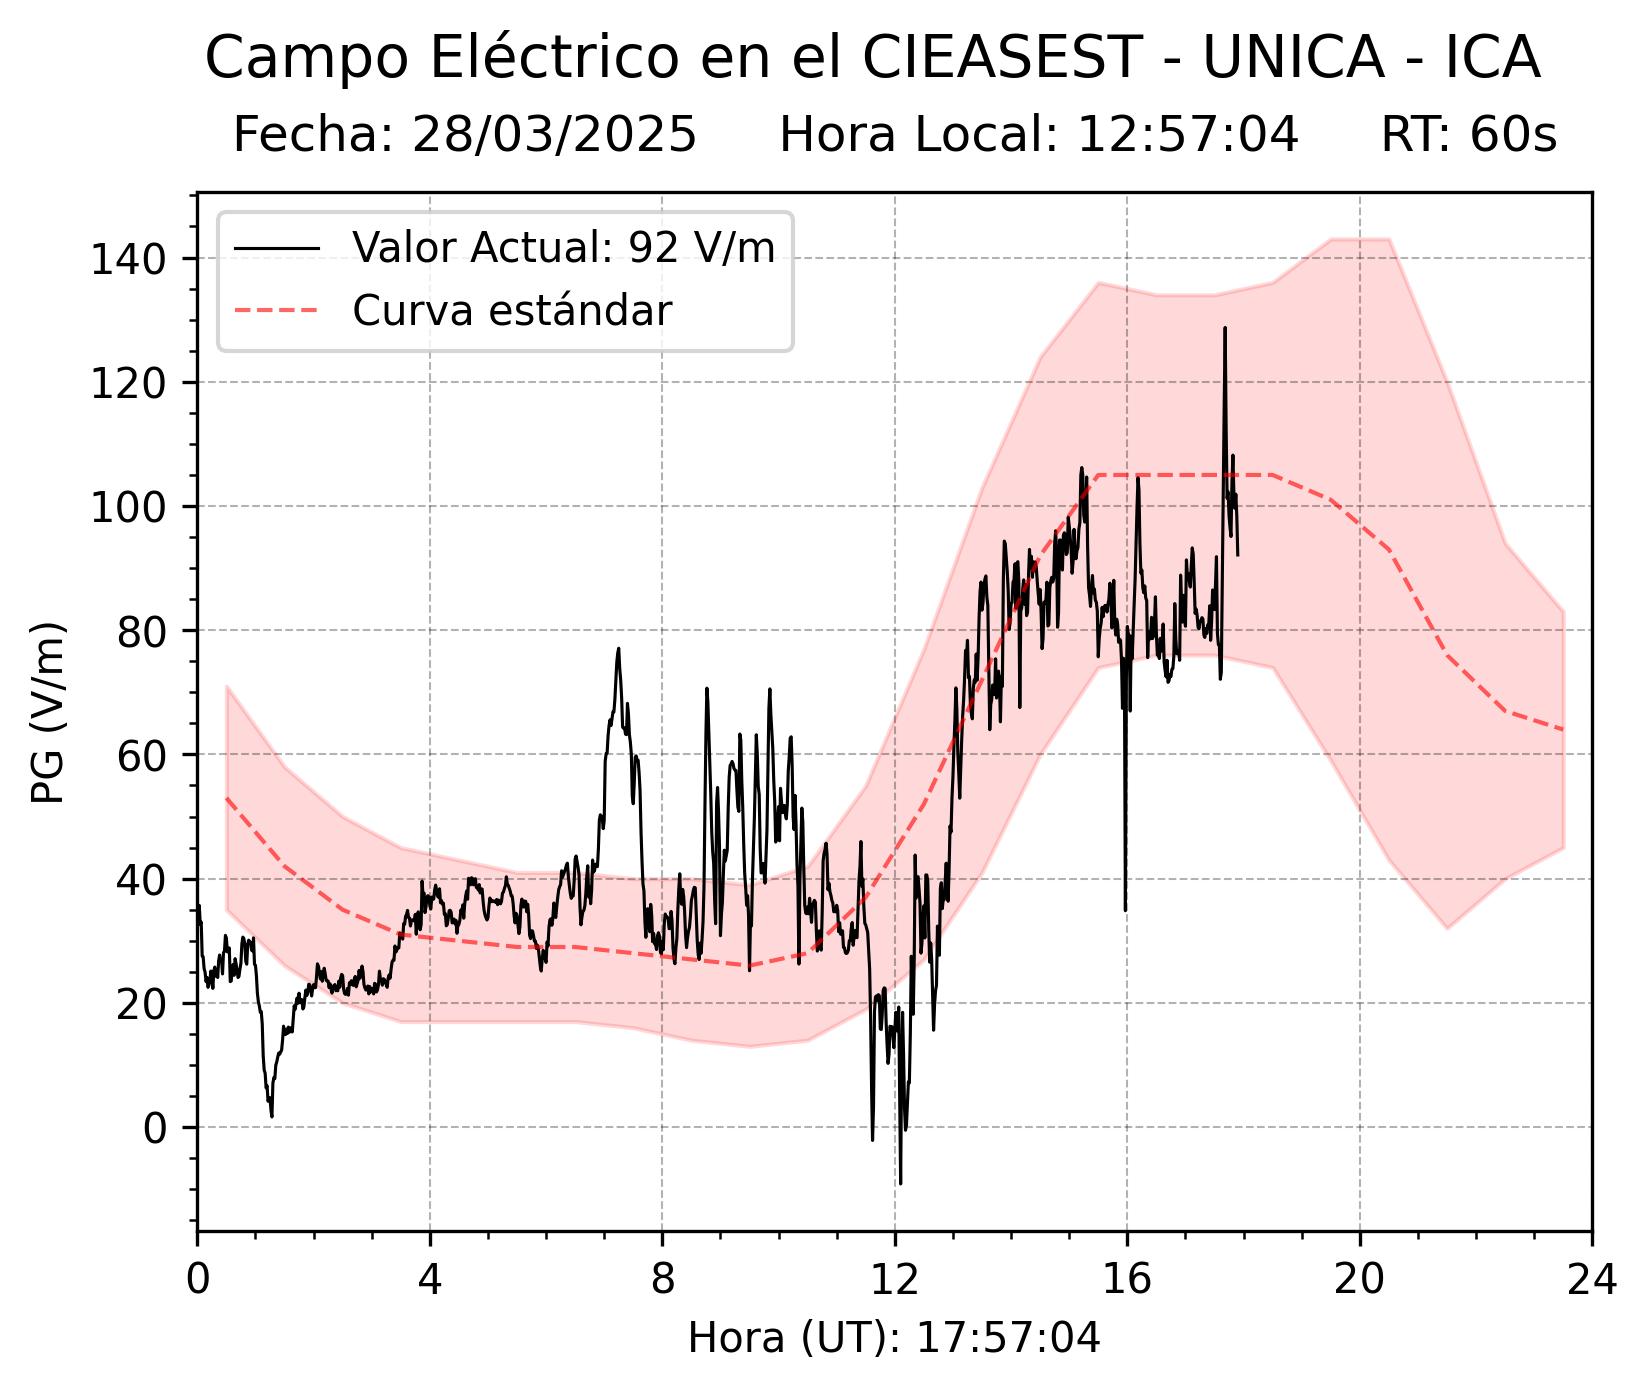 Campo Eléctrico en el CIEASEST - UNICA - ICA
Fecha: 28/03/2025 Hora Local: 12:57:04 RT: 60s
Valor Actual: 92 V/m
Curva estándar
PG (V/m)
140
120
100
80
60
40
20
0
0 4 8 12 16 20 24
Hora (UT): 17:57:04